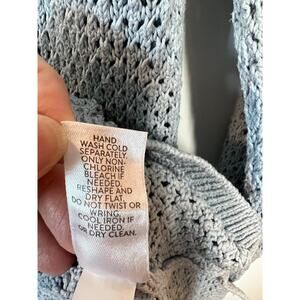 HAND
WASH COLD
SEPARATELY.
ONLY NON-
CHLORINE
BLEACH IF
NEEDED.
RESHAPE AND
DRY FLAT.
DO NOT TWIST OR
WRING.
COOL IRON IF
NEEDED.
OR DRY CLEAN.